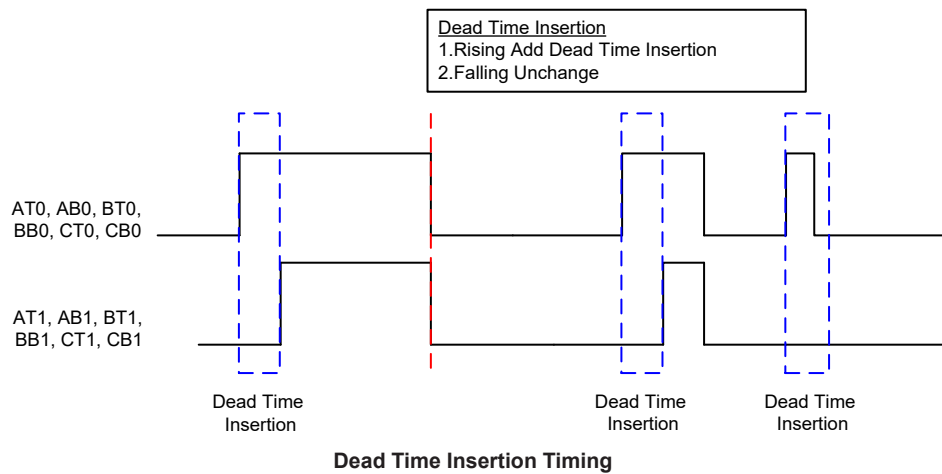 Dead Time Insertion
1.Rising Add Dead Time Insertion
2.Falling Unchange
AT0, AB0, BT0,
BB0, CT0, CB0
AT1, AB1, BT1,
BB1, CT1, CB1
Dead Time
Insertion
Dead Time
Insertion
Dead Time
Insertion
Dead Time Insertion Timing